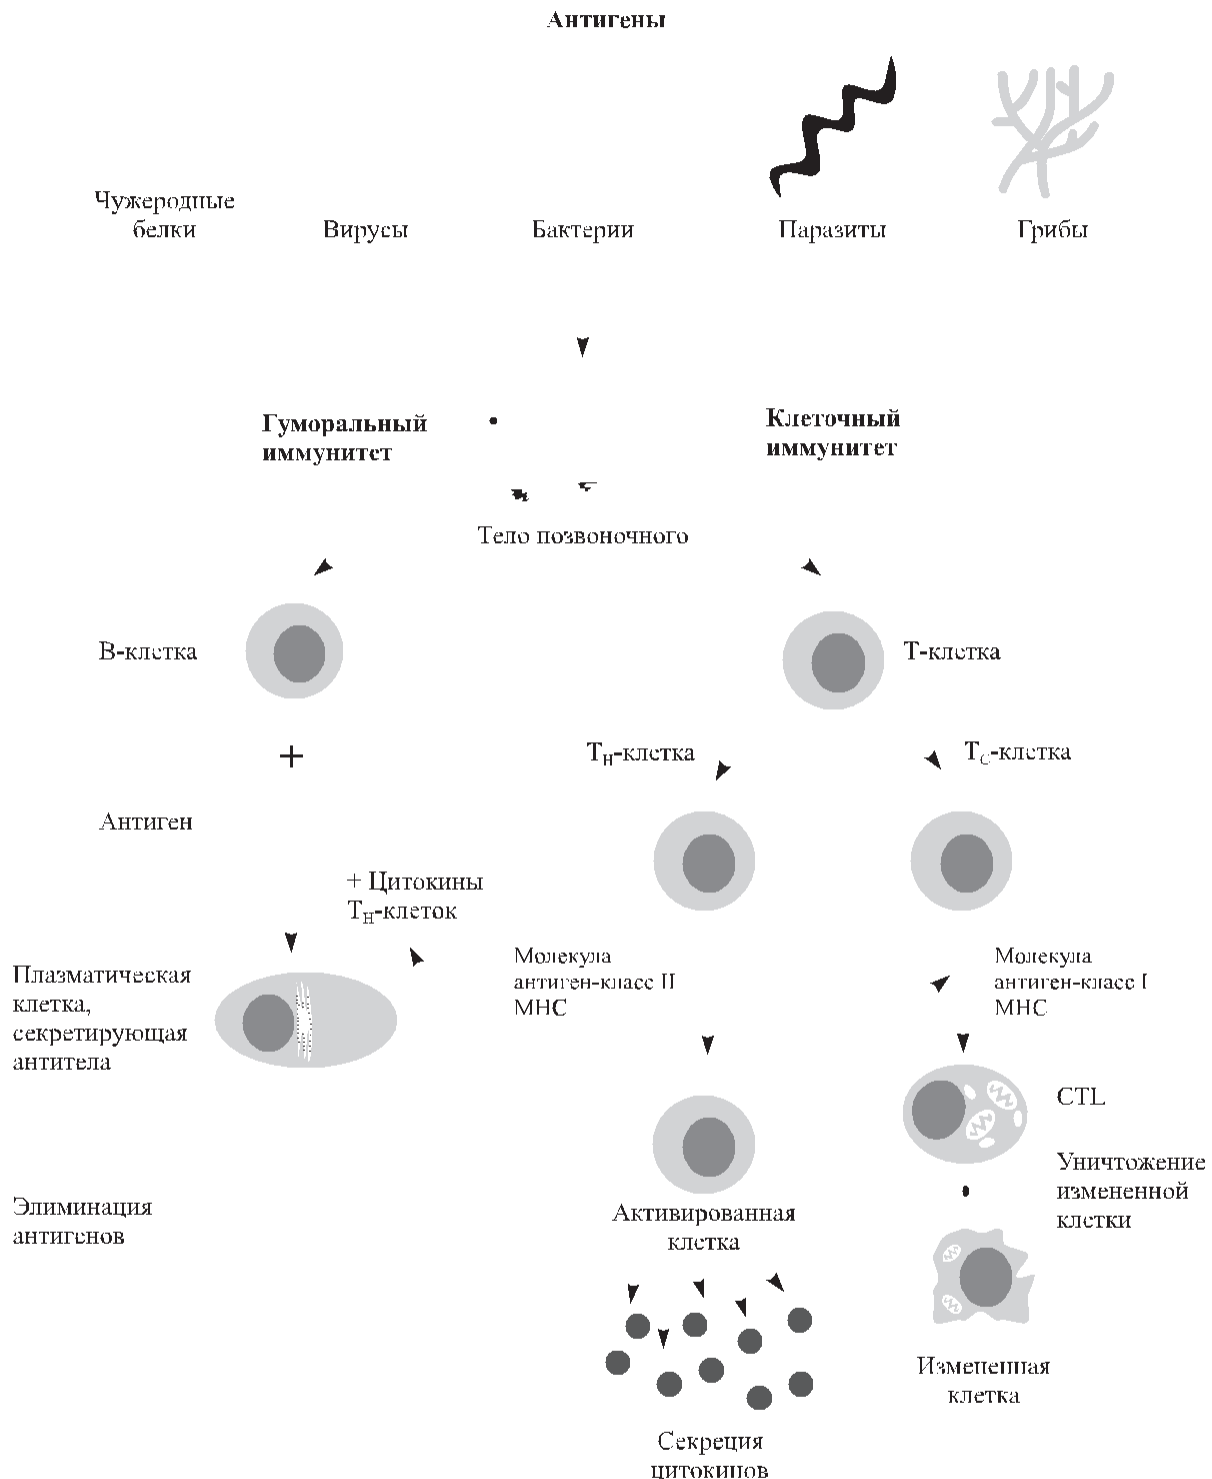 Антигены
Чужеродные
белки
Вирусы
Бактерии
Паразиты
Грибы
Гуморальный
иммунитет
Клеточный
иммунитет
Тело позвоночного
В-клетка
Т-клетка
+
TH-клетка
TC-клетка
Антиген
+ Цитокины
TH-клеток
Плазматическая
клетка,
секретирующая
антитела
Молекула
антиген-класс II
МНС
Молекула
антиген-класс I
МНС
CTL
Уничтожение
измененной
клетки
Элиминация
антигенов
Активированная
клетка
Измененная
клетка
Секреция
цитокинов